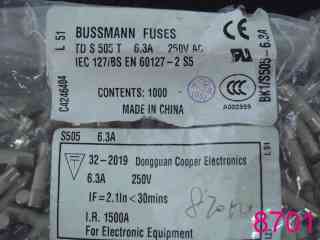 BUSSMANN FUSES
TD S 505 T 6.3A 250V AC
IEC 127/BS EN 60127-2 S5
CONTENTS: 1000
MADE IN CHINA
L 51
C4246404
A002959
BK1/S505-6.3A
S505 6.3A
L 51
32-2019 Dongguan Cooper Electronics
6.3A 250V
IF=2.1In<30mins
I.R. 1500A
For Electronic Equipment
8701